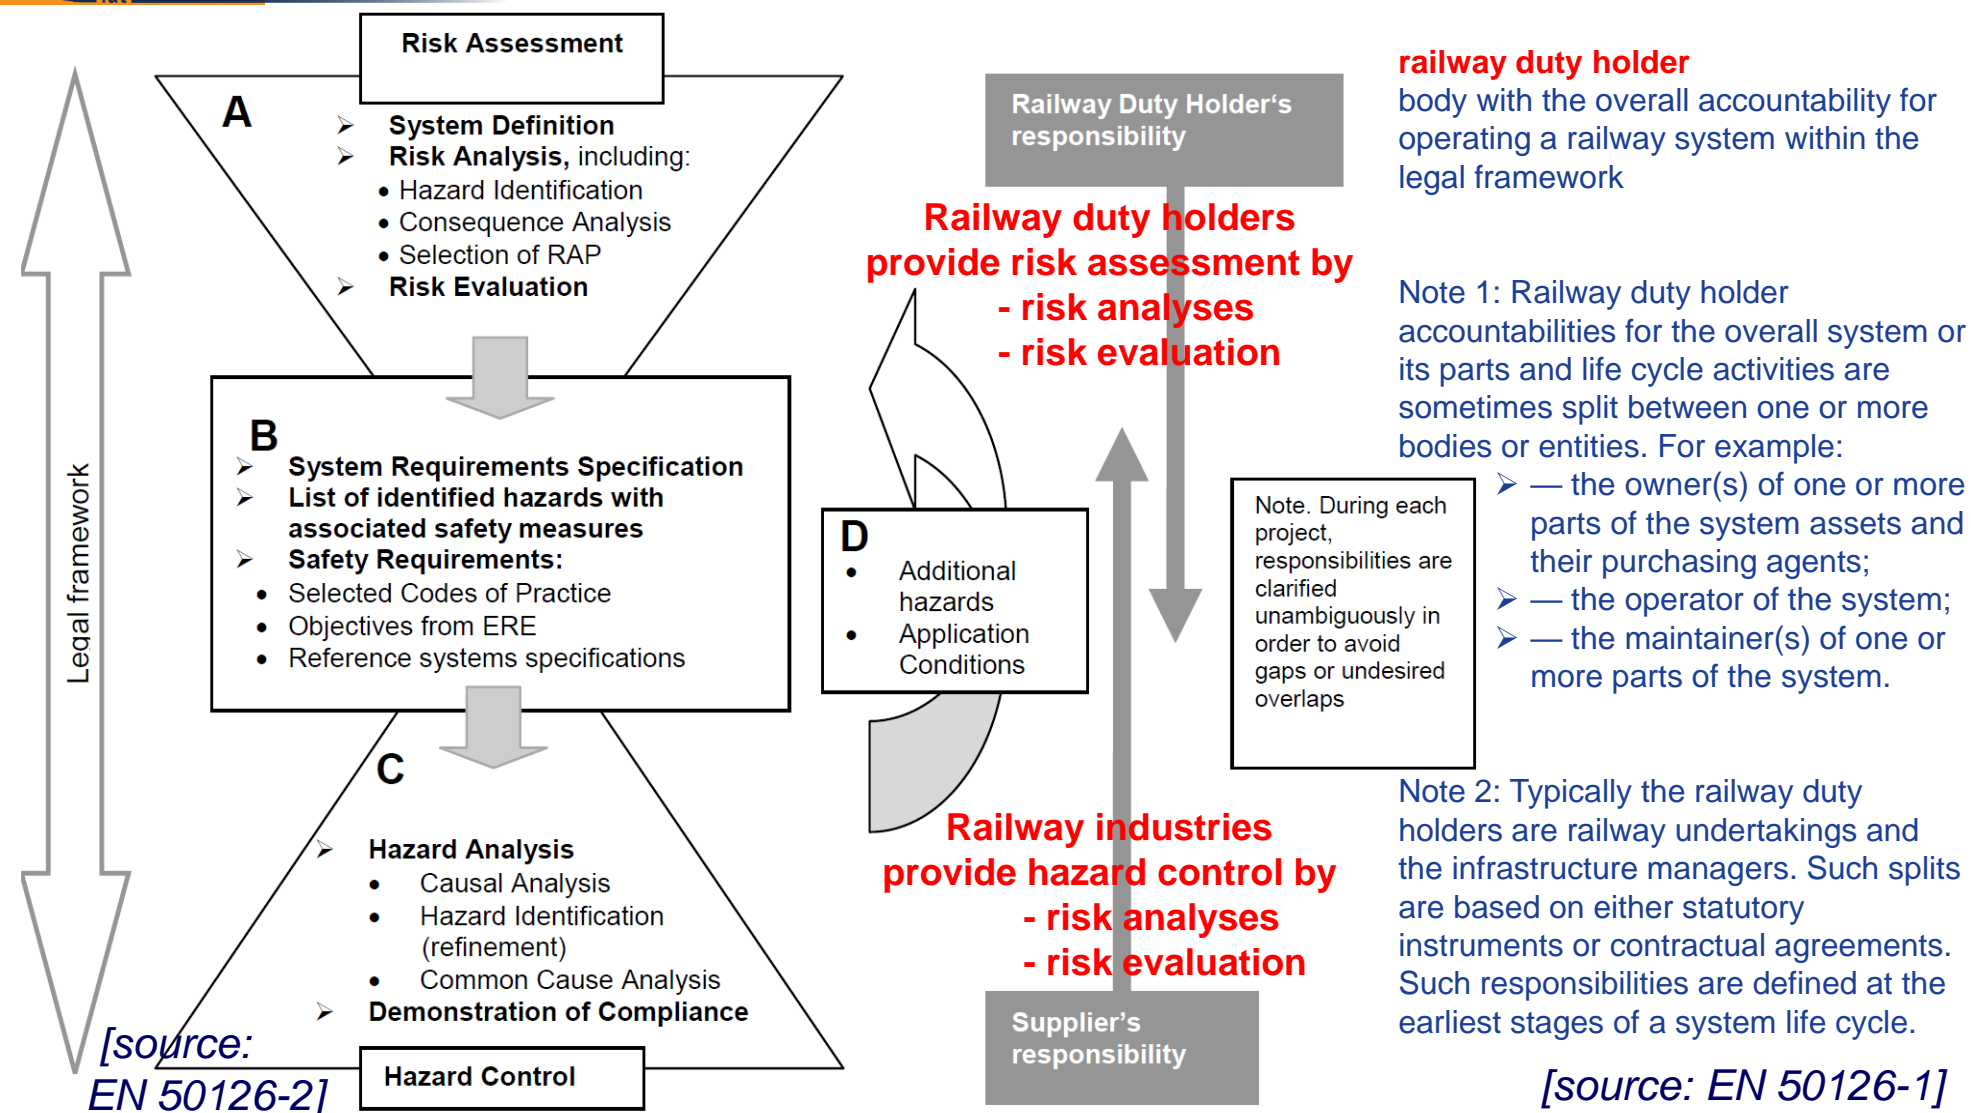 Risk Assessment
A
➢ System Definition
➢ Risk Analysis, including:
• Hazard Identification
• Consequence Analysis
• Selection of RAP
➢ Risk Evaluation
B
➢ System Requirements Specification
➢ List of identified hazards with
associated safety measures
➢ Safety Requirements:
• Selected Codes of Practice
• Objectives from ERE
• Reference systems specifications
C
➢ Hazard Analysis
• Causal Analysis
• Hazard Identification
(refinement)
• Common Cause Analysis
➢ Demonstration of Compliance
Hazard Control
Legal framework
[source:
EN 50126-2]
D
• Additional
hazards
• Application
Conditions
Railway Duty Holder‘s
responsibility
Railway duty holders
provide risk assessment by
- risk analyses
- risk evaluation
Note. During each
project,
responsibilities are
clarified
unambiguously in
order to avoid
gaps or undesired
overlaps
Railway industries
provide hazard control by
- risk analyses
- risk evaluation
Supplier’s
responsibility
railway duty holder
body with the overall accountability for
operating a railway system within the
legal framework
Note 1: Railway duty holder
accountabilities for the overall system or
its parts and life cycle activities are
sometimes split between one or more
bodies or entities. For example:
➢ — the owner(s) of one or more
parts of the system assets and
their purchasing agents;
➢ — the operator of the system;
➢ — the maintainer(s) of one or
more parts of the system.
Note 2: Typically the railway duty
holders are railway undertakings and
the infrastructure managers. Such splits
are based on either statutory
instruments or contractual agreements.
Such responsibilities are defined at the
earliest stages of a system life cycle.
[source: EN 50126-1]